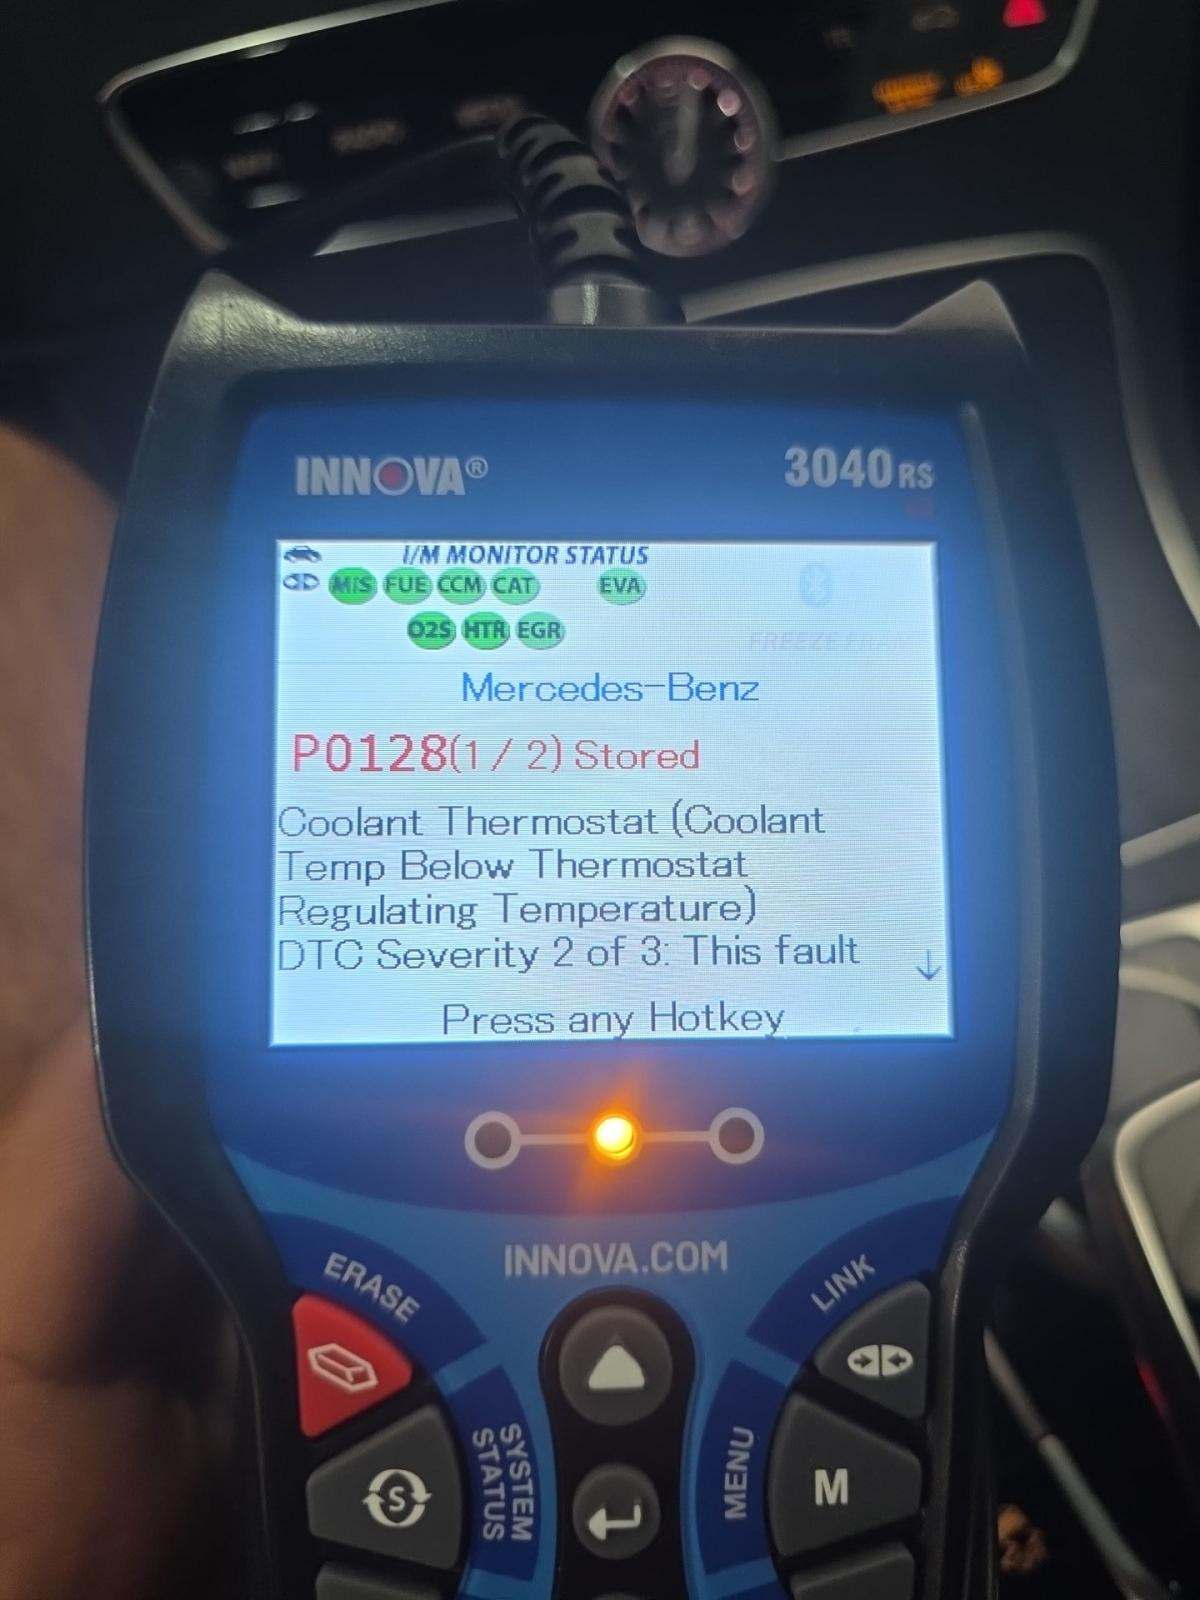 INNOVA®
3040RS
I/M MONITOR STATUS
MIS FUE CCM CAT EVA
O2S HTR EGR
Mercedes-Benz
P0128(1 / 2) Stored
Coolant Thermostat (Coolant
Temp Below Thermostat
Regulating Temperature)
DTC Severity 2 of 3: This fault
Press any Hotkey
INNOVA.COM
ERASE
LINK
S
SYSTEM
STATUS
MENU
M